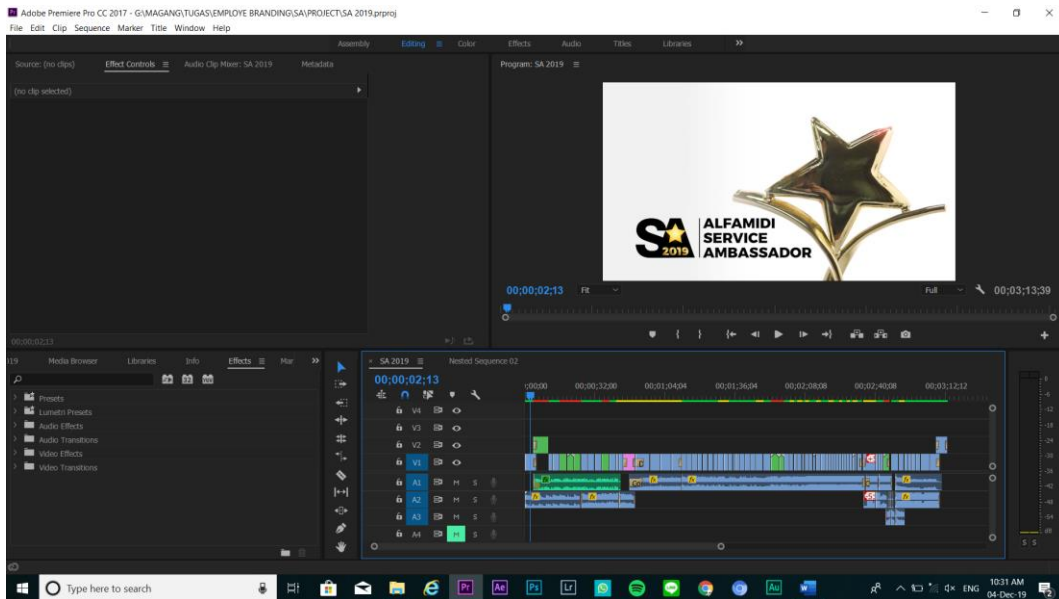 Adobe Premiere Pro CC 2017 - G:\MAGANG\TUGAS\EMPLOYE BRANDING\SA\PROJECT\SA 2019.prproj
File Edit Clip Sequence Marker Title Window Help
Assembly Editing Color Effects Audio Titles Libraries
Source: (no clips) Effect Controls Audio Clip Mixer: SA 2019 Metadata
Program: SA 2019
(no clip selected)
SA
2019
ALFAMIDI
SERVICE
AMBASSADOR
00;00;02;13 Fit Full 00;03;13;39
00;00;02;13
Media Browser Libraries Info Effects Mar
Presets
Lumetri Presets
Audio Effects
Audio Transitions
Video Effects
Video Transitions
× SA 2019 Nested Sequence 02
00;00;02;13
;00;00 00;00;32;00 00;01;04;04 00;01;36;04 00;02;08;08 00;02;40;08 00;03;12;12
V4
V3
V2
V1
A1 M S
A2 M S
A3 M S
A4 M S
S S
Type here to search
Pr Ae Ps Lr Au W
ENG
10:31 AM
04-Dec-19